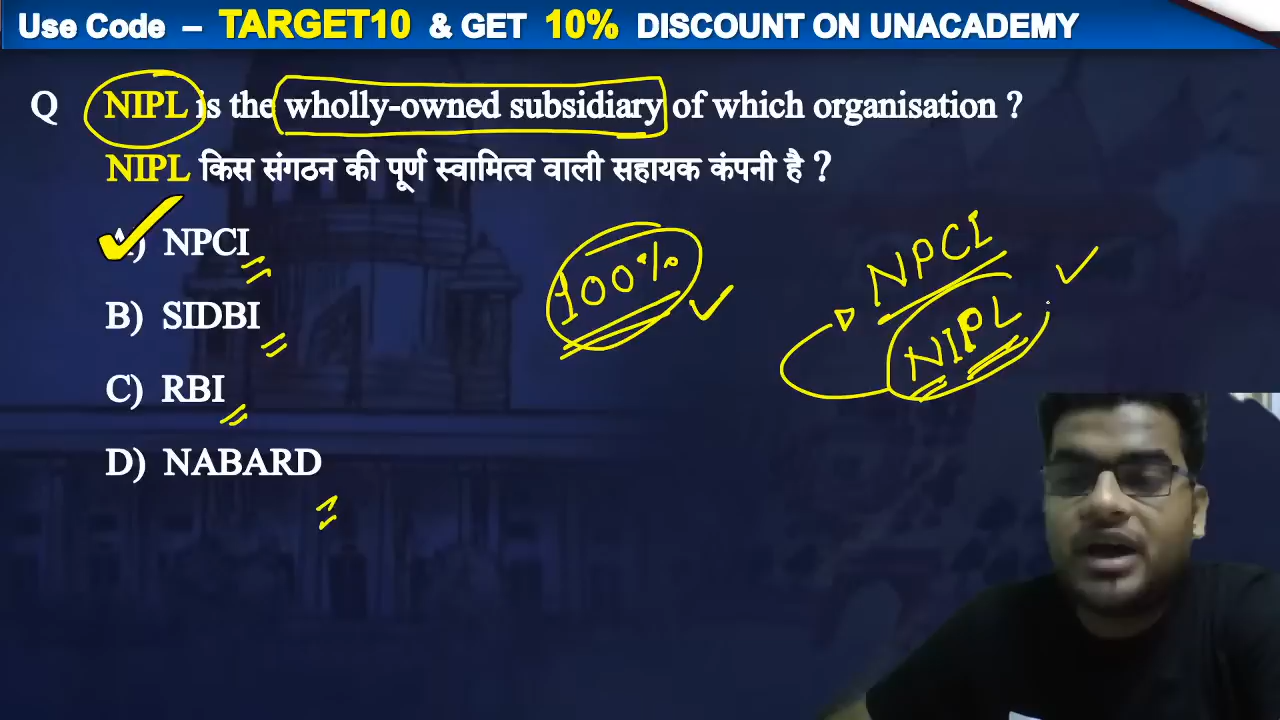 Use Code – TARGET10 & GET 10% DISCOUNT ON UNACADEMY
Q NIPL is the wholly-owned subsidiary of which organisation ?
NIPL किस संगठन की पूर्ण स्वामित्व वाली सहायक कंपनी है ?
A) NPCI
B) SIDBI
C) RBI
D) NABARD
100%
NPCI
NIPL